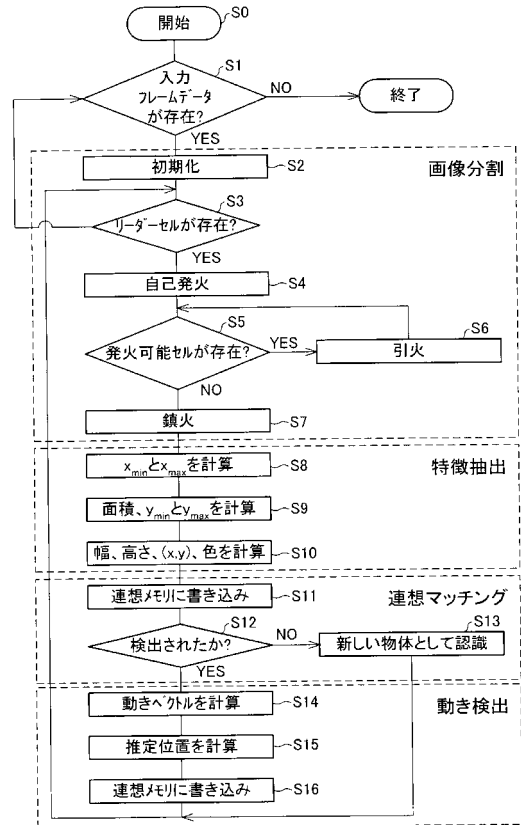 開始
S0
S1
入力
フレームデータ
が存在?
NO
終了
YES
初期化
S2
画像分割
S3
リーダーセルが存在?
YES
自己発火
S4
S5
発火可能セルが存在?
YES
S6
引火
NO
鎮火
S7
xminとxmaxを計算
S8
特徴抽出
面積、yminとymaxを計算
S9
幅、高さ、(x,y)、色を計算
S10
連想メモリに書き込み
S11
連想マッチング
S12
検出されたか?
NO
S13
新しい物体として認識
YES
動きベクトルを計算
S14
動き検出
推定位置を計算
S15
連想メモリに書き込み
S16